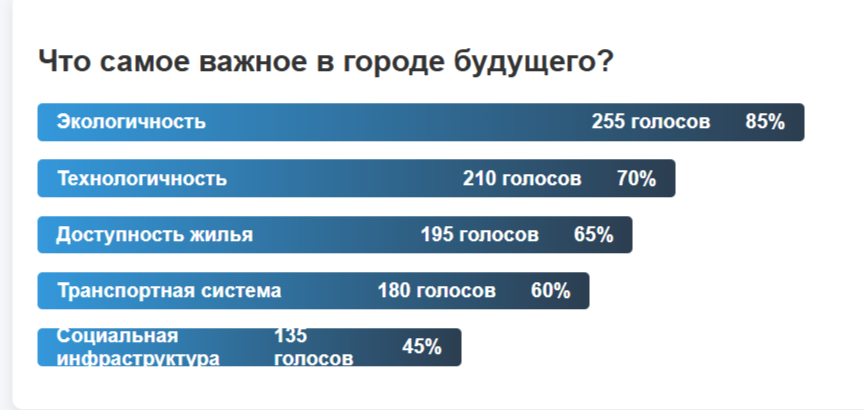 Что самое важное в городе будущего?
Экологичность 255 голосов 85%
Технологичность 210 голосов 70%
Доступность жилья 195 голосов 65%
Транспортная система 180 голосов 60%
Социальная инфраструктура 135 голосов 45%